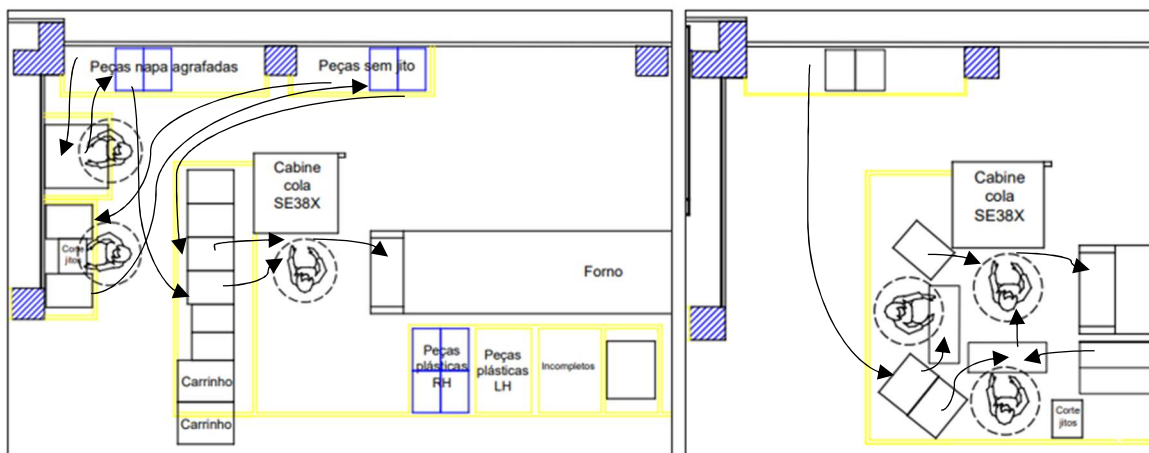 Peças napa agrafadas
Peças sem jito
Cabine
cola
SE38X
Corte
jitos
Forno
Carrinho
Carrinho
Peças
plásticas
RH
Peças
plásticas
LH
Incompletos
Cabine
cola
SE38X
Corte
jitos